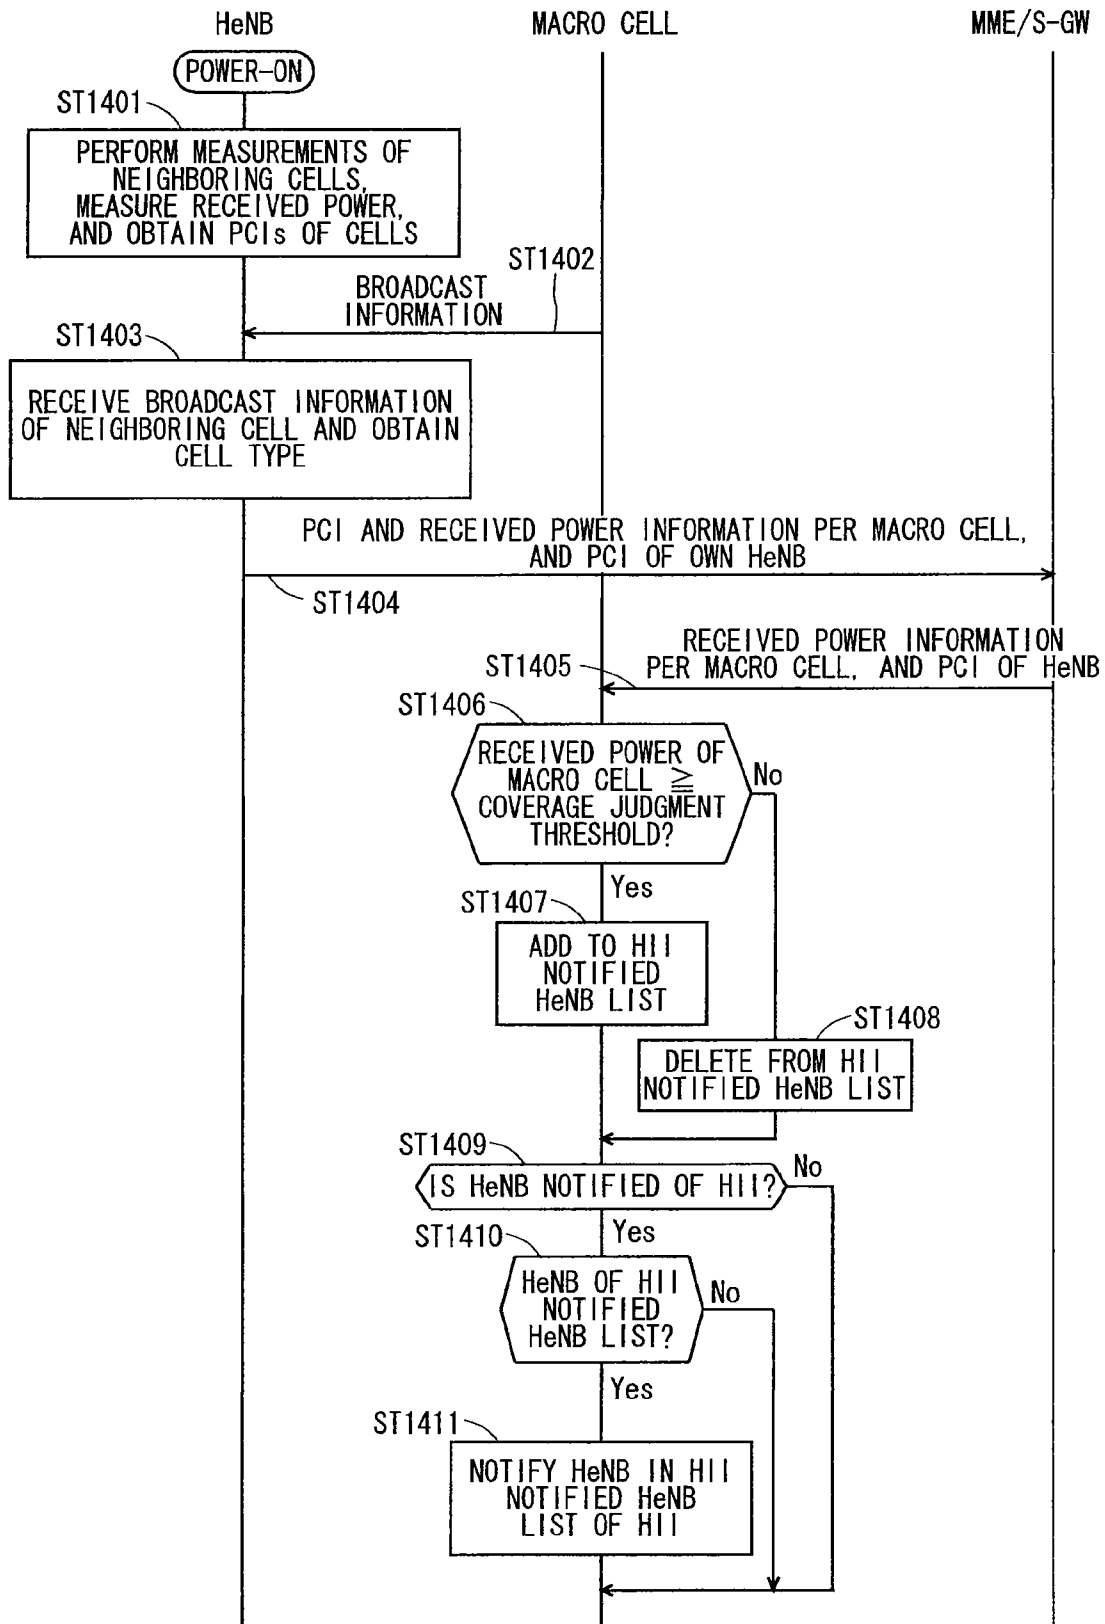 HeNB
MACRO CELL
MME/S-GW
POWER-ON
ST1401
PERFORM MEASUREMENTS OF
NEIGHBORING CELLS,
MEASURE RECEIVED POWER,
AND OBTAIN PCIs OF CELLS
ST1402
BROADCAST
INFORMATION
ST1403
RECEIVE BROADCAST INFORMATION
OF NEIGHBORING CELL AND OBTAIN
CELL TYPE
PCI AND RECEIVED POWER INFORMATION PER MACRO CELL,
AND PCI OF OWN HeNB
ST1404
RECEIVED POWER INFORMATION
PER MACRO CELL, AND PCI OF HeNB
ST1405
ST1406
RECEIVED POWER OF
MACRO CELL ≧
COVERAGE JUDGMENT
THRESHOLD?
No
Yes
ST1407
ADD TO HII
NOTIFIED
HeNB LIST
ST1408
DELETE FROM HII
NOTIFIED HeNB LIST
ST1409
IS HeNB NOTIFIED OF HII?
No
Yes
ST1410
HeNB OF HII
NOTIFIED
HeNB LIST?
No
Yes
ST1411
NOTIFY HeNB IN HII
NOTIFIED HeNB
LIST OF HII